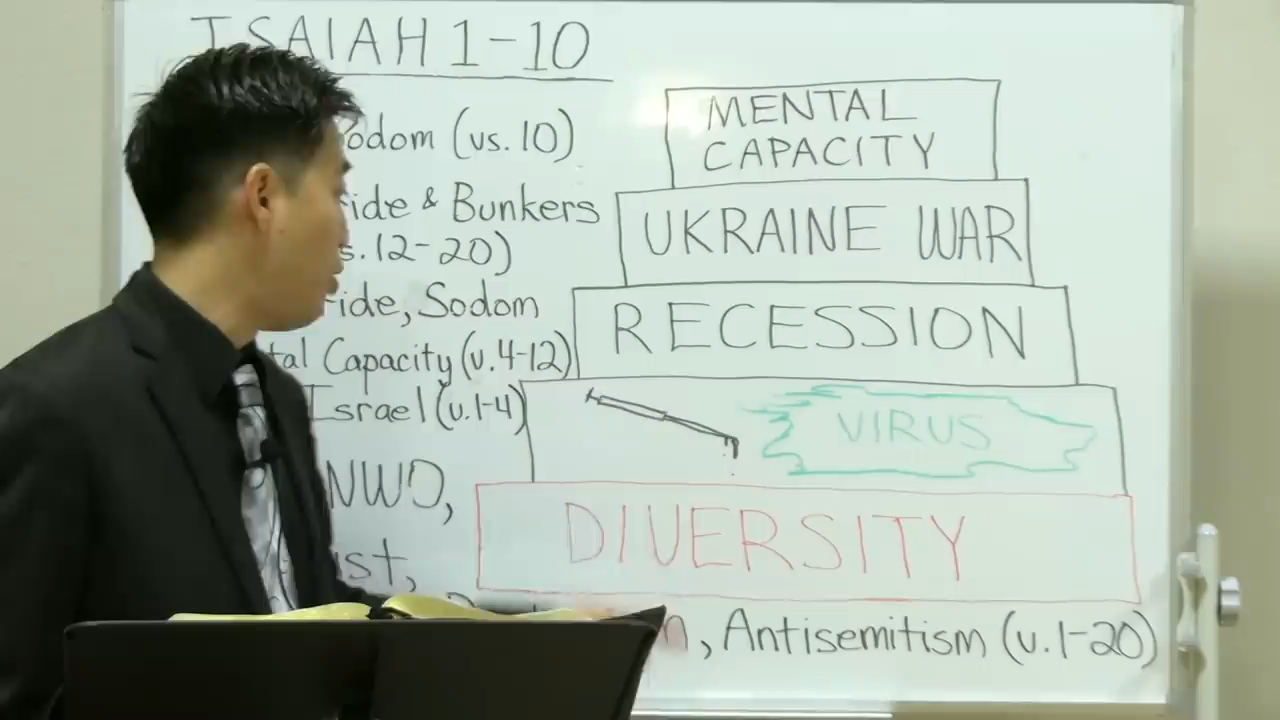 ISAIAH 1-10
odom (vs. 10)
ide & Bunkers
s. 12-20)
ide, Sodom
tal Capacity (v. 4-12)
Israel (v. 1-4)
NWO,
ist,
MENTAL
CAPACITY
UKRAINE WAR
RECESSION
VIRUS
DIVERSITY
, Antisemitism (v. 1-20)